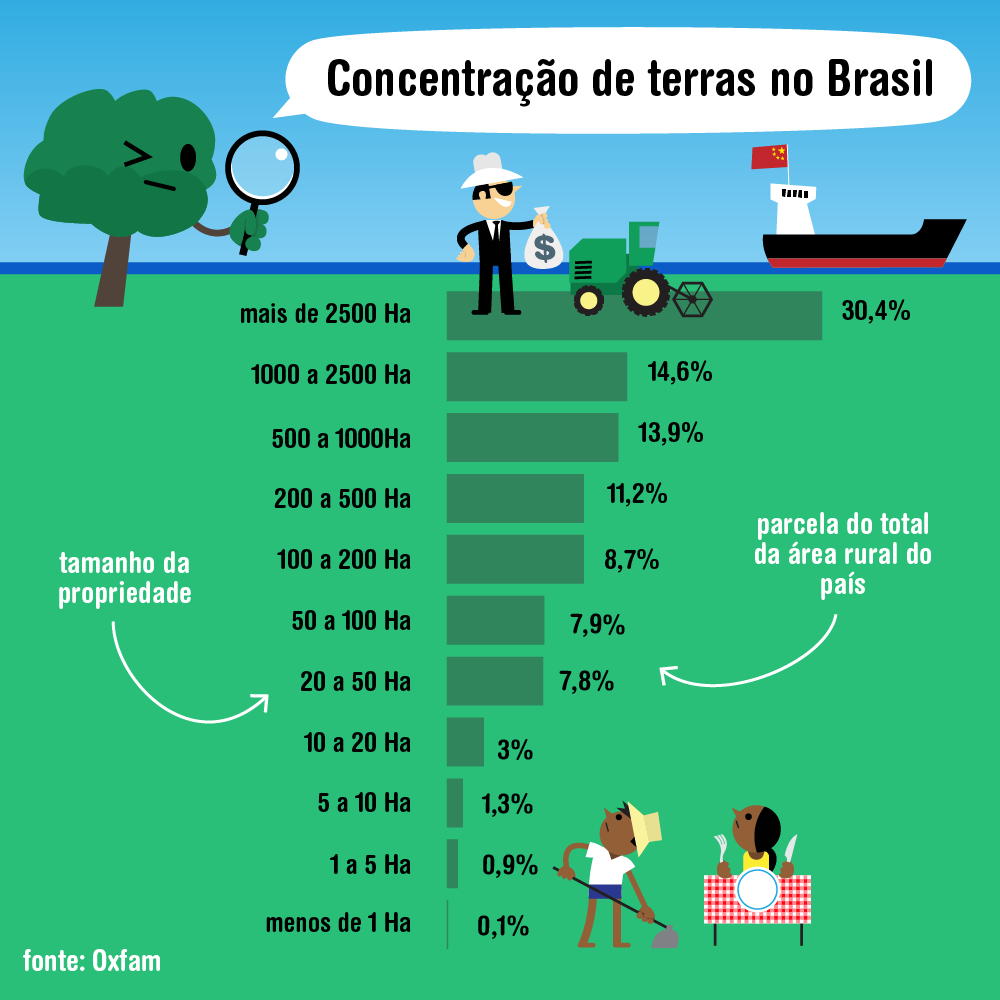 Concentração de terras no Brasil
$
mais de 2500 Ha 30,4%
1000 a 2500 Ha 14,6%
500 a 1000Ha 13,9%
200 a 500 Ha 11,2%
100 a 200 Ha 8,7%
50 a 100 Ha 7,9%
20 a 50 Ha 7,8%
10 a 20 Ha 3%
5 a 10 Ha 1,3%
1 a 5 Ha 0,9%
menos de 1 Ha 0,1%
tamanho da
propriedade
parcela do total
da área rural do
país
fonte: Oxfam